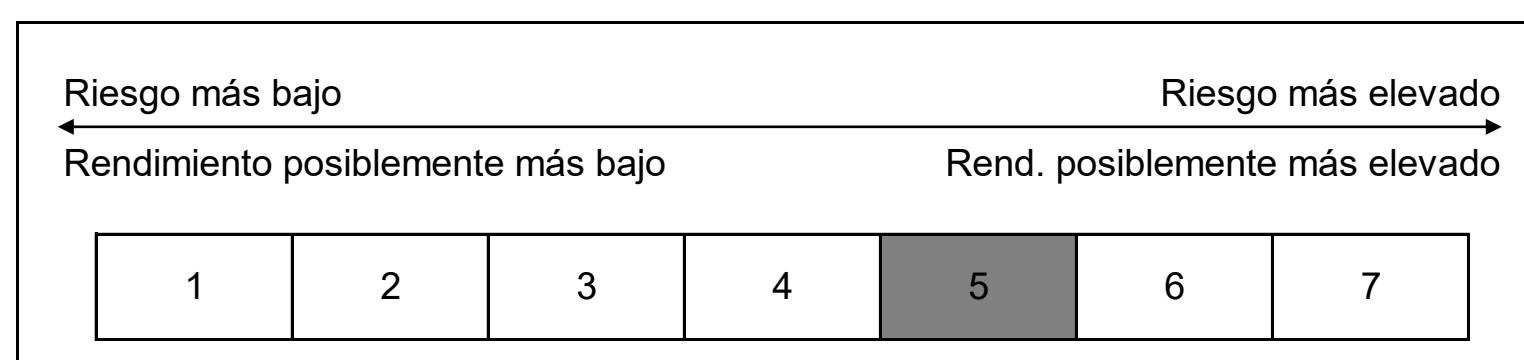 Riesgo más bajo Riesgo más elevado
Rendimiento posiblemente más bajo Rend. posiblemente más elevado
1 2 3 4 5 6 7